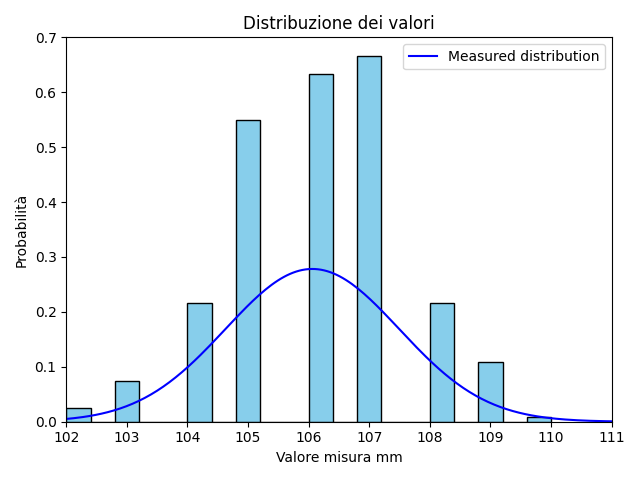 Distribuzione dei valori
Measured distribution
Probabilità
0.7
0.6
0.5
0.4
0.3
0.2
0.1
0.0
102 103 104 105 106 107 108 109 110 111
Valore misura mm